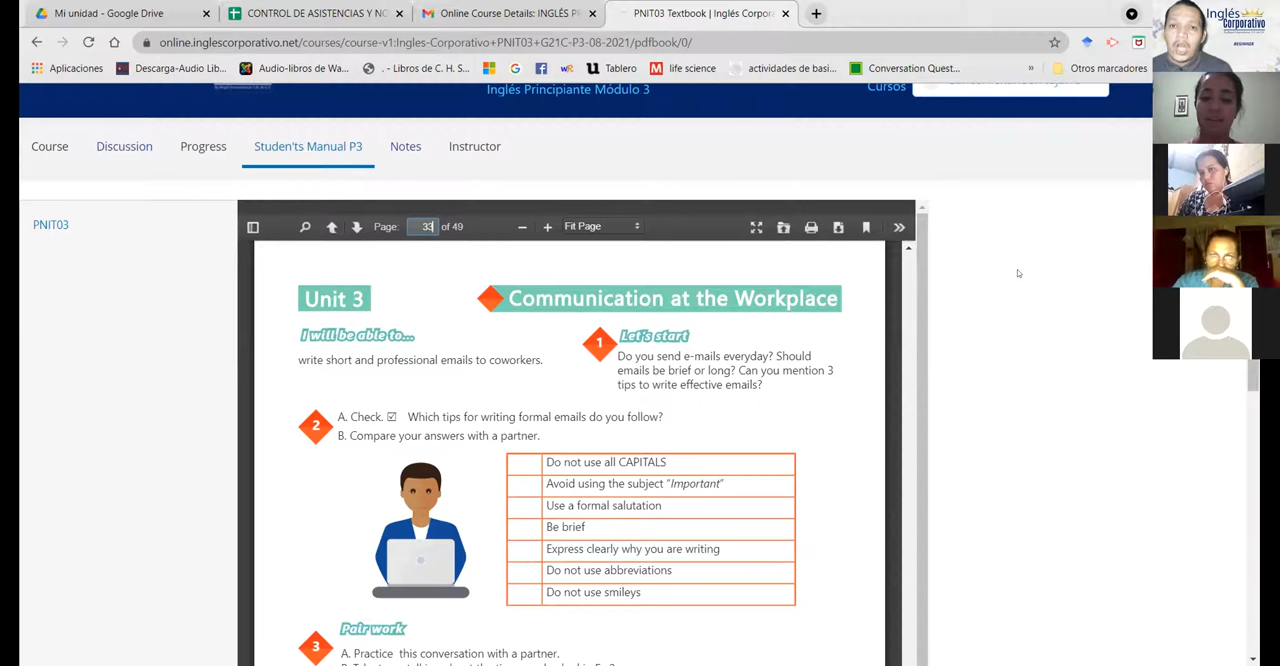 Mi unidad - Google Drive
CONTROL DE ASISTENCIAS Y NO
Online Course Details: INGLÉS PR
PNIT03 Textbook | Inglés Corpora
online.inglescorporativo.net/courses/course-v1:Ingles-Corporativo+PNIT03+G21C-P3-08-2021/pdfbook/0/
Aplicaciones
Descarga-Audio Lib...
Audio-libros de Wa...
. - Libros de C. H. S...
Tablero
life science
actividades de basi...
Conversation Quest...
»
Otros marcadores
Inglés
Corporativo
BEGINNER
Inglés Principiante Módulo 3
Cursos
Course
Discussion
Progress
Studen'ts Manual P3
Notes
Instructor
PNIT03
Page: 33 of 49
Fit Page
Unit 3
Communication at the Workplace
I will be able to...
write short and professional emails to coworkers.
1
Let's start
Do you send e-mails everyday? Should
emails be brief or long? Can you mention 3
tips to write effective emails?
2
A. Check. ☑ Which tips for writing formal emails do you follow?
B. Compare your answers with a partner.
Do not use all CAPITALS
Avoid using the subject "Important"
Use a formal salutation
Be brief
Express clearly why you are writing
Do not use abbreviations
Do not use smileys
3
Pair work
A. Practice this conversation with a partner.